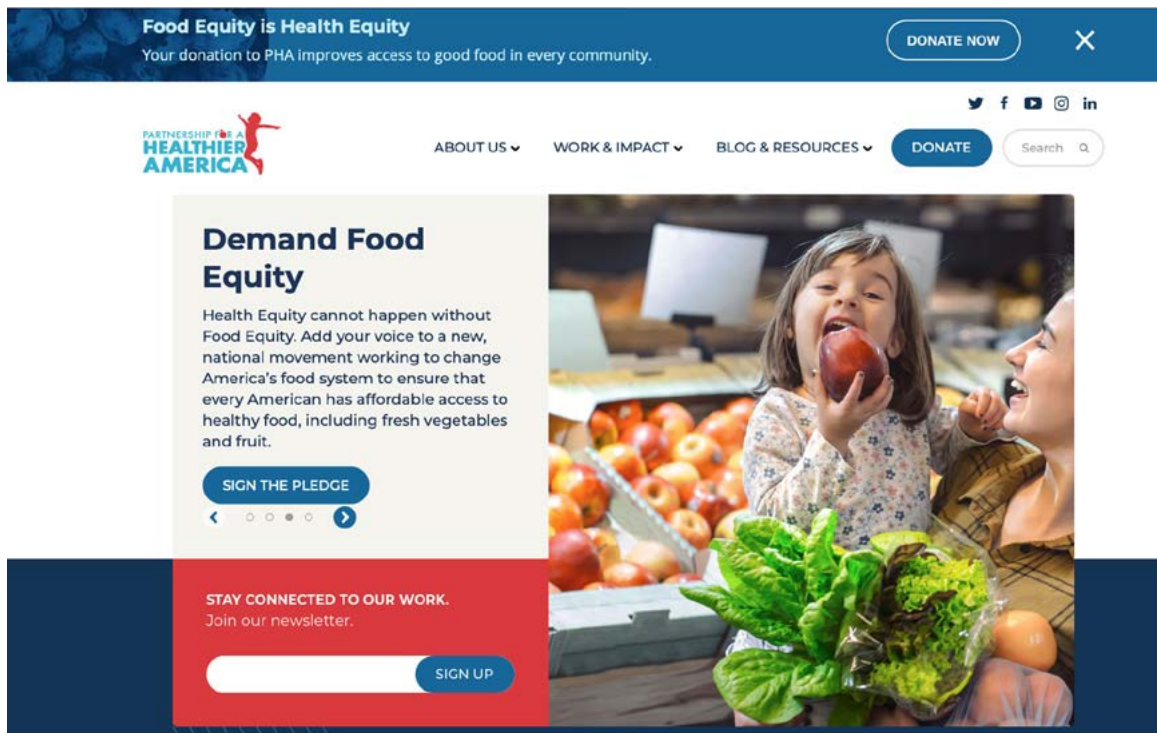 Food Equity is Health Equity
Your donation to PHA improves access to good food in every community.
DONATE NOW
PARTNERSHIP FOR A
HEALTHIER
AMERICA
ABOUT US
WORK & IMPACT
BLOG & RESOURCES
DONATE
Search
Demand Food
Equity
Health Equity cannot happen without
Food Equity. Add your voice to a new,
national movement working to change
America's food system to ensure that
every American has affordable access to
healthy food, including fresh vegetables
and fruit.
SIGN THE PLEDGE
STAY CONNECTED TO OUR WORK.
Join our newsletter.
SIGN UP